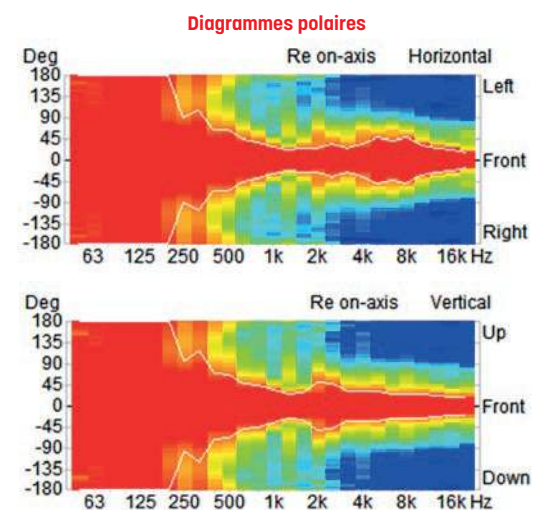 Diagrammes polaires
Deg Re on-axis Horizontal
180 Left
135
90
45
0 Front
-45
-90
-135 Right
-180
63 125 250 500 1k 2k 4k 8k 16k Hz
Deg Re on-axis Vertical
180 Up
135
90
45
0 Front
-45
-90
-135 Down
-180
63 125 250 500 1k 2k 4k 8k 16k Hz